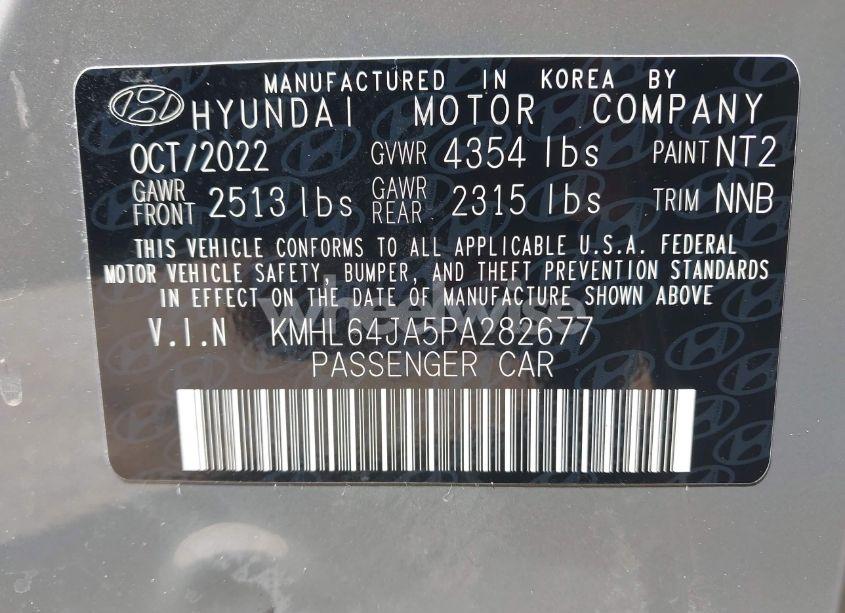 MANUFACTURED IN KOREA BY
HYUNDAI MOTOR COMPANY
OCT/2022 GVWR 4354 lbs PAINT NT2
GAWR FRONT 2513 lbs GAWR REAR 2315 lbs TRIM NNB
THIS VEHICLE CONFORMS TO ALL APPLICABLE U.S.A. FEDERAL
MOTOR VEHICLE SAFETY, BUMPER, AND THEFT PREVENTION STANDARDS
IN EFFECT ON THE DATE OF MANUFACTURE SHOWN ABOVE
wheelwise
V.I.N KMHL64JA5PA282677
PASSENGER CAR